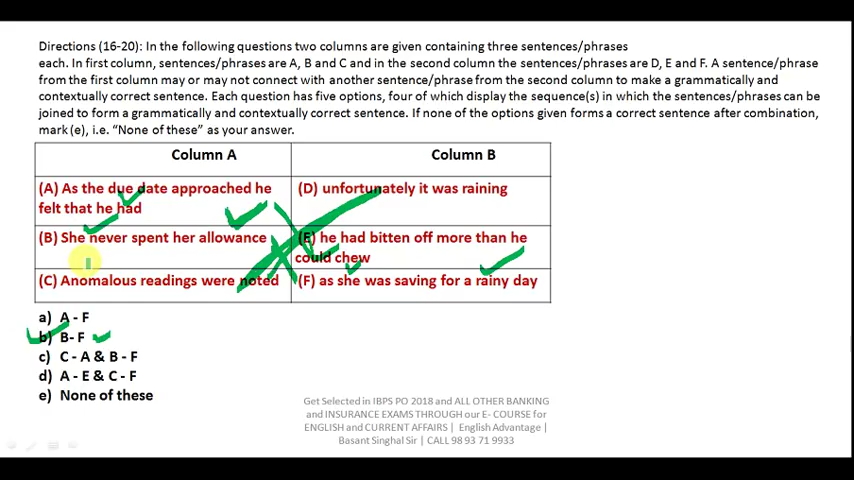 Directions (16-20): In the following questions two columns are given containing three sentences/phrases
each. In first column, sentences/phrases are A, B and C and in the second column the sentences/phrases are D, E and F. A sentence/phrase
from the first column may or may not connect with another sentence/phrase from the second column to make a grammatically and
contextually correct sentence. Each question has five options, four of which display the sequence(s) in which the sentences/phrases can be
joined to form a grammatically and contextually correct sentence. If none of the options given forms a correct sentence after combination,
mark (e), i.e. “None of these” as your answer.
Column A
Column B
(A) As the due date approached he
felt that he had
(D) unfortunately it was raining
(B) She never spent her allowance
(E) he had bitten off more than he
could chew
(C) Anomalous readings were noted
(F) as she was saving for a rainy day
a) A - F
b) B- F
c) C - A & B - F
d) A - E & C - F
e) None of these
Get Selected in IBPS PO 2018 and ALL OTHER BANKING
and INSURANCE EXAMS THROUGH our E- COURSE for
ENGLISH and CURRENT AFFAIRS | English Advantage |
Basant Singhal Sir | CALL 98 93 71 9933